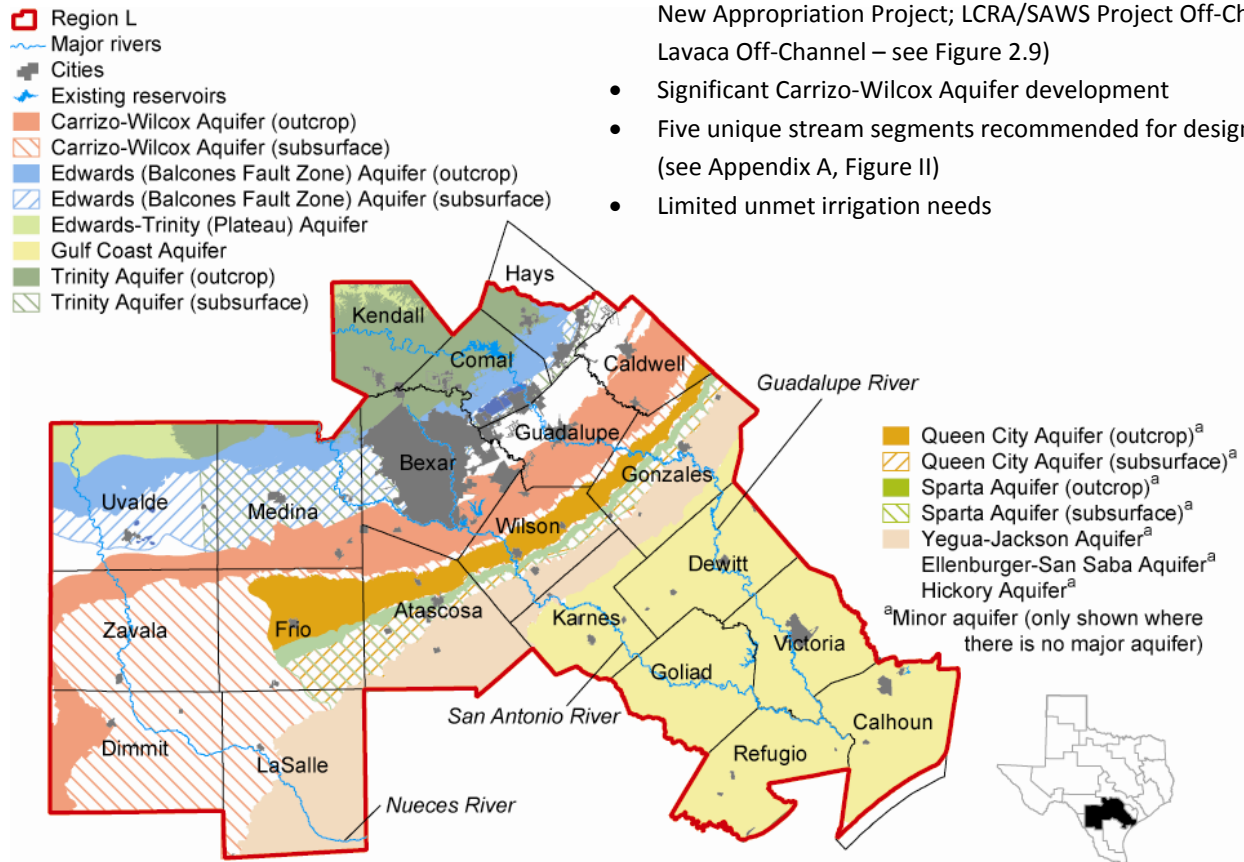 Region L
Major rivers
Cities
Existing reservoirs
Carrizo-Wilcox Aquifer (outcrop)
Carrizo-Wilcox Aquifer (subsurface)
Edwards (Balcones Fault Zone) Aquifer (outcrop)
Edwards (Balcones Fault Zone) Aquifer (subsurface)
Edwards-Trinity (Plateau) Aquifer
Gulf Coast Aquifer
Trinity Aquifer (outcrop)
Trinity Aquifer (subsurface)
New Appropriation Project; LCRA/SAWS Project Off-Ch
Lavaca Off-Channel – see Figure 2.9)
• Significant Carrizo-Wilcox Aquifer development
• Five unique stream segments recommended for design
(see Appendix A, Figure II)
• Limited unmet irrigation needs
Hays
Kendall
Comal
Caldwell
Guadalupe River
Guadalupe
Bexar
Gonzales
Uvalde
Medina
Wilson
Dewitt
Zavala
Frio
Atascosa
Karnes
Victoria
Goliad
San Antonio River
Calhoun
Dimmit
LaSalle
Refugio
Nueces River
Queen City Aquifer (outcrop)a
Queen City Aquifer (subsurface)a
Sparta Aquifer (outcrop)a
Sparta Aquifer (subsurface)a
Yegua-Jackson Aquifera
Ellenburger-San Saba Aquifera
Hickory Aquifera
aMinor aquifer (only shown where
there is no major aquifer)